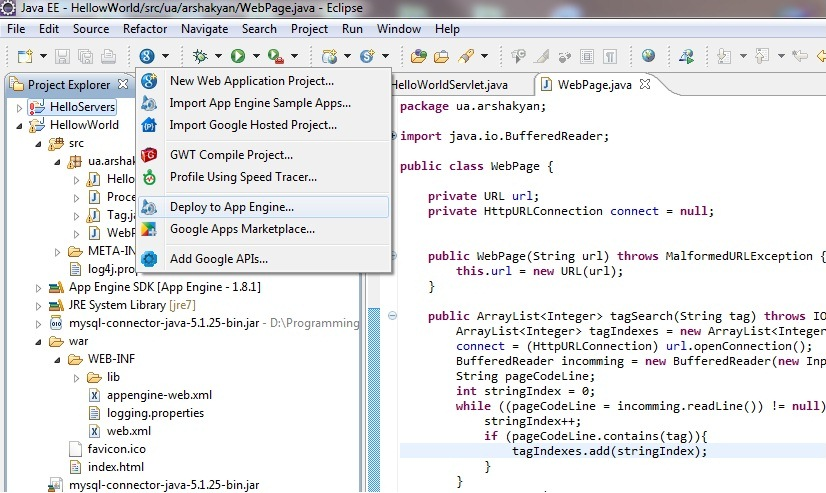 Java EE - HellowWorld/src/ua/arshakyan/WebPage.java - Eclipse
File Edit Source Refactor Navigate Search Project Google Run Window Help
Project Explorer
HelloServers
HellowWorld
src
ua.arshak
Hello
Proce
Tag.j
WebP
META-IN
log4j.pro
App Engine SDK [App Engine - 1.8.1]
JRE System Library [jre7]
mysql-connector-java-5.1.25-bin.jar - D:\Programming
war
WEB-INF
lib
appengine-web.xml
logging.properties
web.xml
favicon.ico
index.html
mysql-connector-java-5.1.25-bin.jar
New Web Application Project...
Import App Engine Sample Apps...
Import Google Hosted Project...
GWT Compile Project...
Profile Using Speed Tracer...
Deploy to App Engine...
Google Apps Marketplace...
Add Google APIs...
HelloWorldServlet.java WebPage.java
package ua.arshakyan;
import java.io.BufferedReader;
public class WebPage {
private URL url;
private HttpURLConnection connect = null;
public WebPage(String url) throws MalformedURLException {
this.url = new URL(url);
}
public ArrayList<Integer> tagSearch(String tag) throws IO
ArrayList<Integer> tagIndexes = new ArrayList<Integer
connect = (HttpURLConnection) url.openConnection();
BufferedReader incomming = new BufferedReader(new Inp
String pageCodeLine;
int stringIndex = 0;
while ((pageCodeLine = incomming.readLine()) != null)
stringIndex++;
if (pageCodeLine.contains(tag)){
tagIndexes.add(stringIndex);
}
}